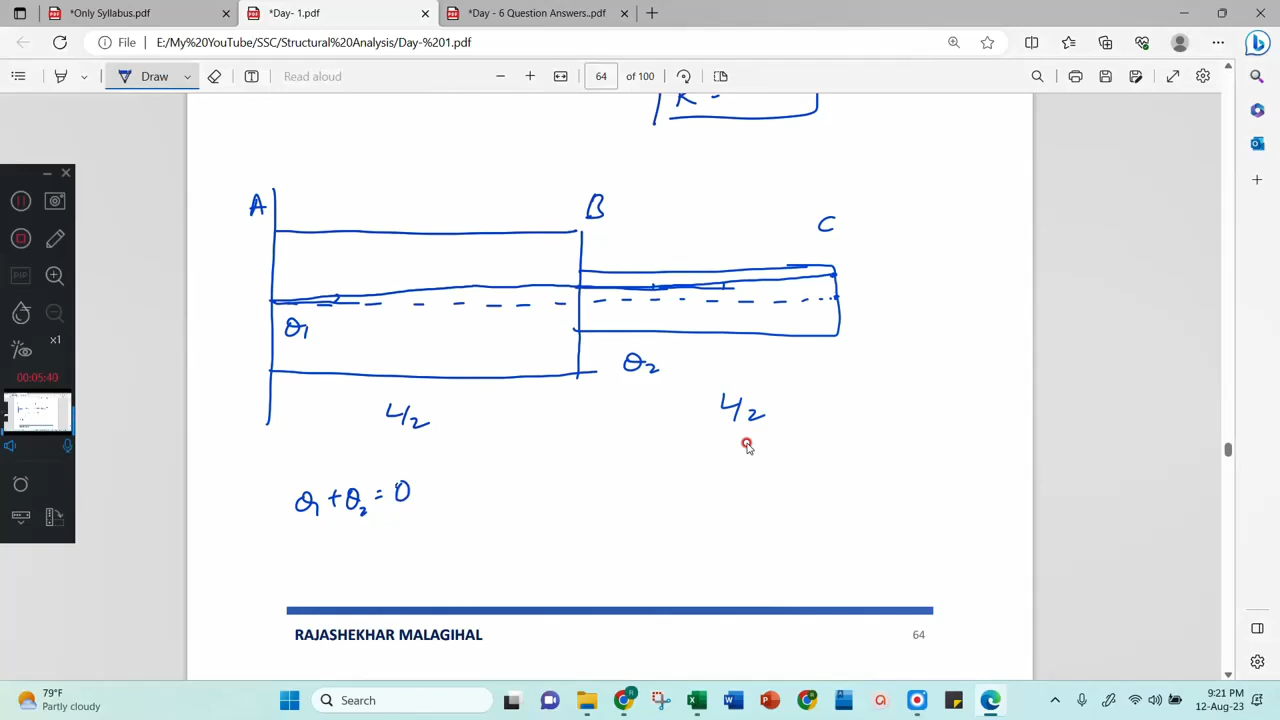 *Only Syllabus.pdf
*Day- 1.pdf
*Day - 6 Question Answers..pdf
File
E:/My%20YouTube/SSC/Structural%20Analysis/Day-%201.pdf
Draw
Read aloud
64
of 100
K =
A
B
C
θ1
θ2
L/2
L/2
θ1 + θ2 = 0
PIP
x1
00:05:40
RAJASHEKHAR MALAGIHAL
64
79°F
Partly cloudy
Search
9:21 PM
12-Aug-23